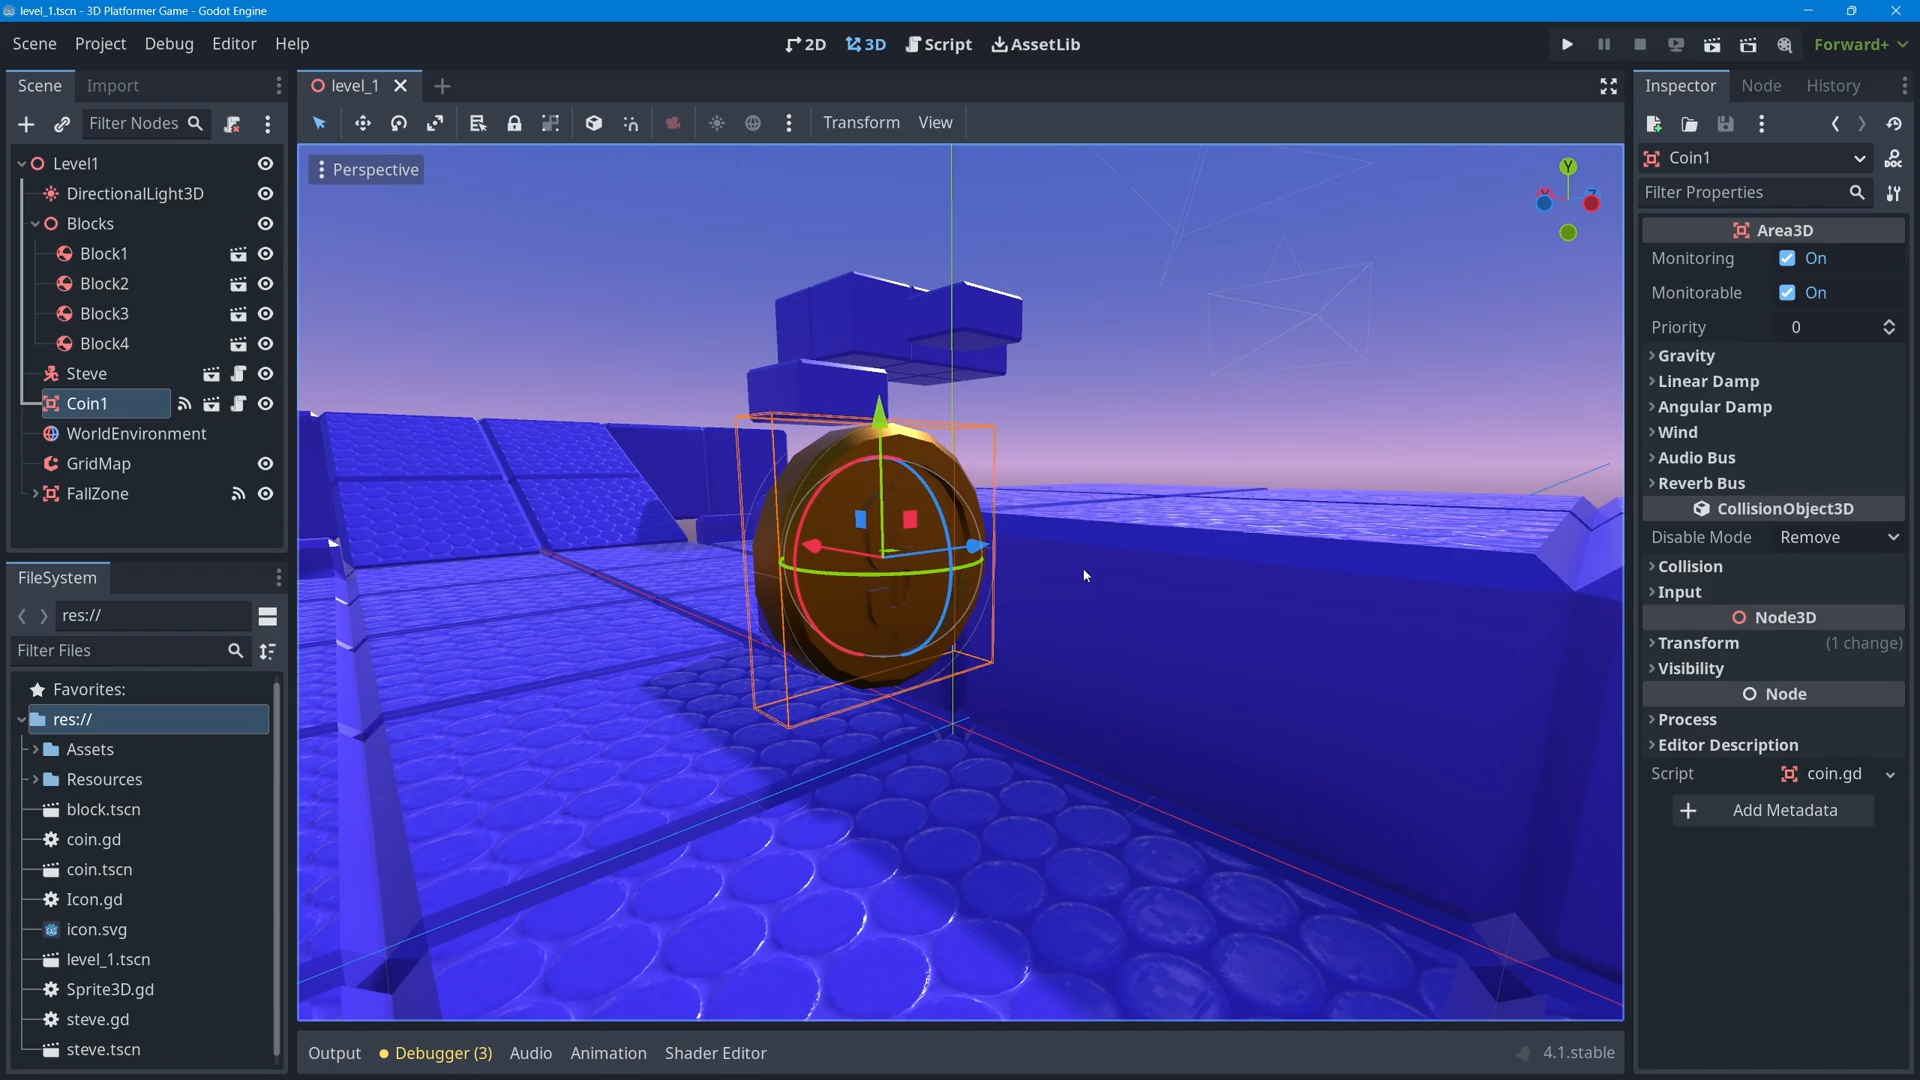 level_1.tscn - 3D Platformer Game - Godot Engine
Scene Project Debug Editor Help
2D 3D Script AssetLib
Forward+
Scene Import
Filter Nodes
Level1
DirectionalLight3D
Blocks
Block1
Block2
Block3
Block4
Steve
Coin1
WorldEnvironment
GridMap
FallZone
FileSystem
res://
Filter Files
Favorites:
res://
Assets
Resources
block.tscn
coin.gd
coin.tscn
Icon.gd
icon.svg
level_1.tscn
Sprite3D.gd
steve.gd
steve.tscn
level_1
Transform View
Perspective
Y
X
Z
Output Debugger (3) Audio Animation Shader Editor
4.1.stable
Inspector Node History
Coin1
DOC
Filter Properties
Area3D
Monitoring On
Monitorable On
Priority 0
Gravity
Linear Damp
Angular Damp
Wind
Audio Bus
Reverb Bus
CollisionObject3D
Disable Mode Remove
Collision
Input
Node3D
Transform (1 change)
Visibility
Node
Process
Editor Description
Script coin.gd
Add Metadata